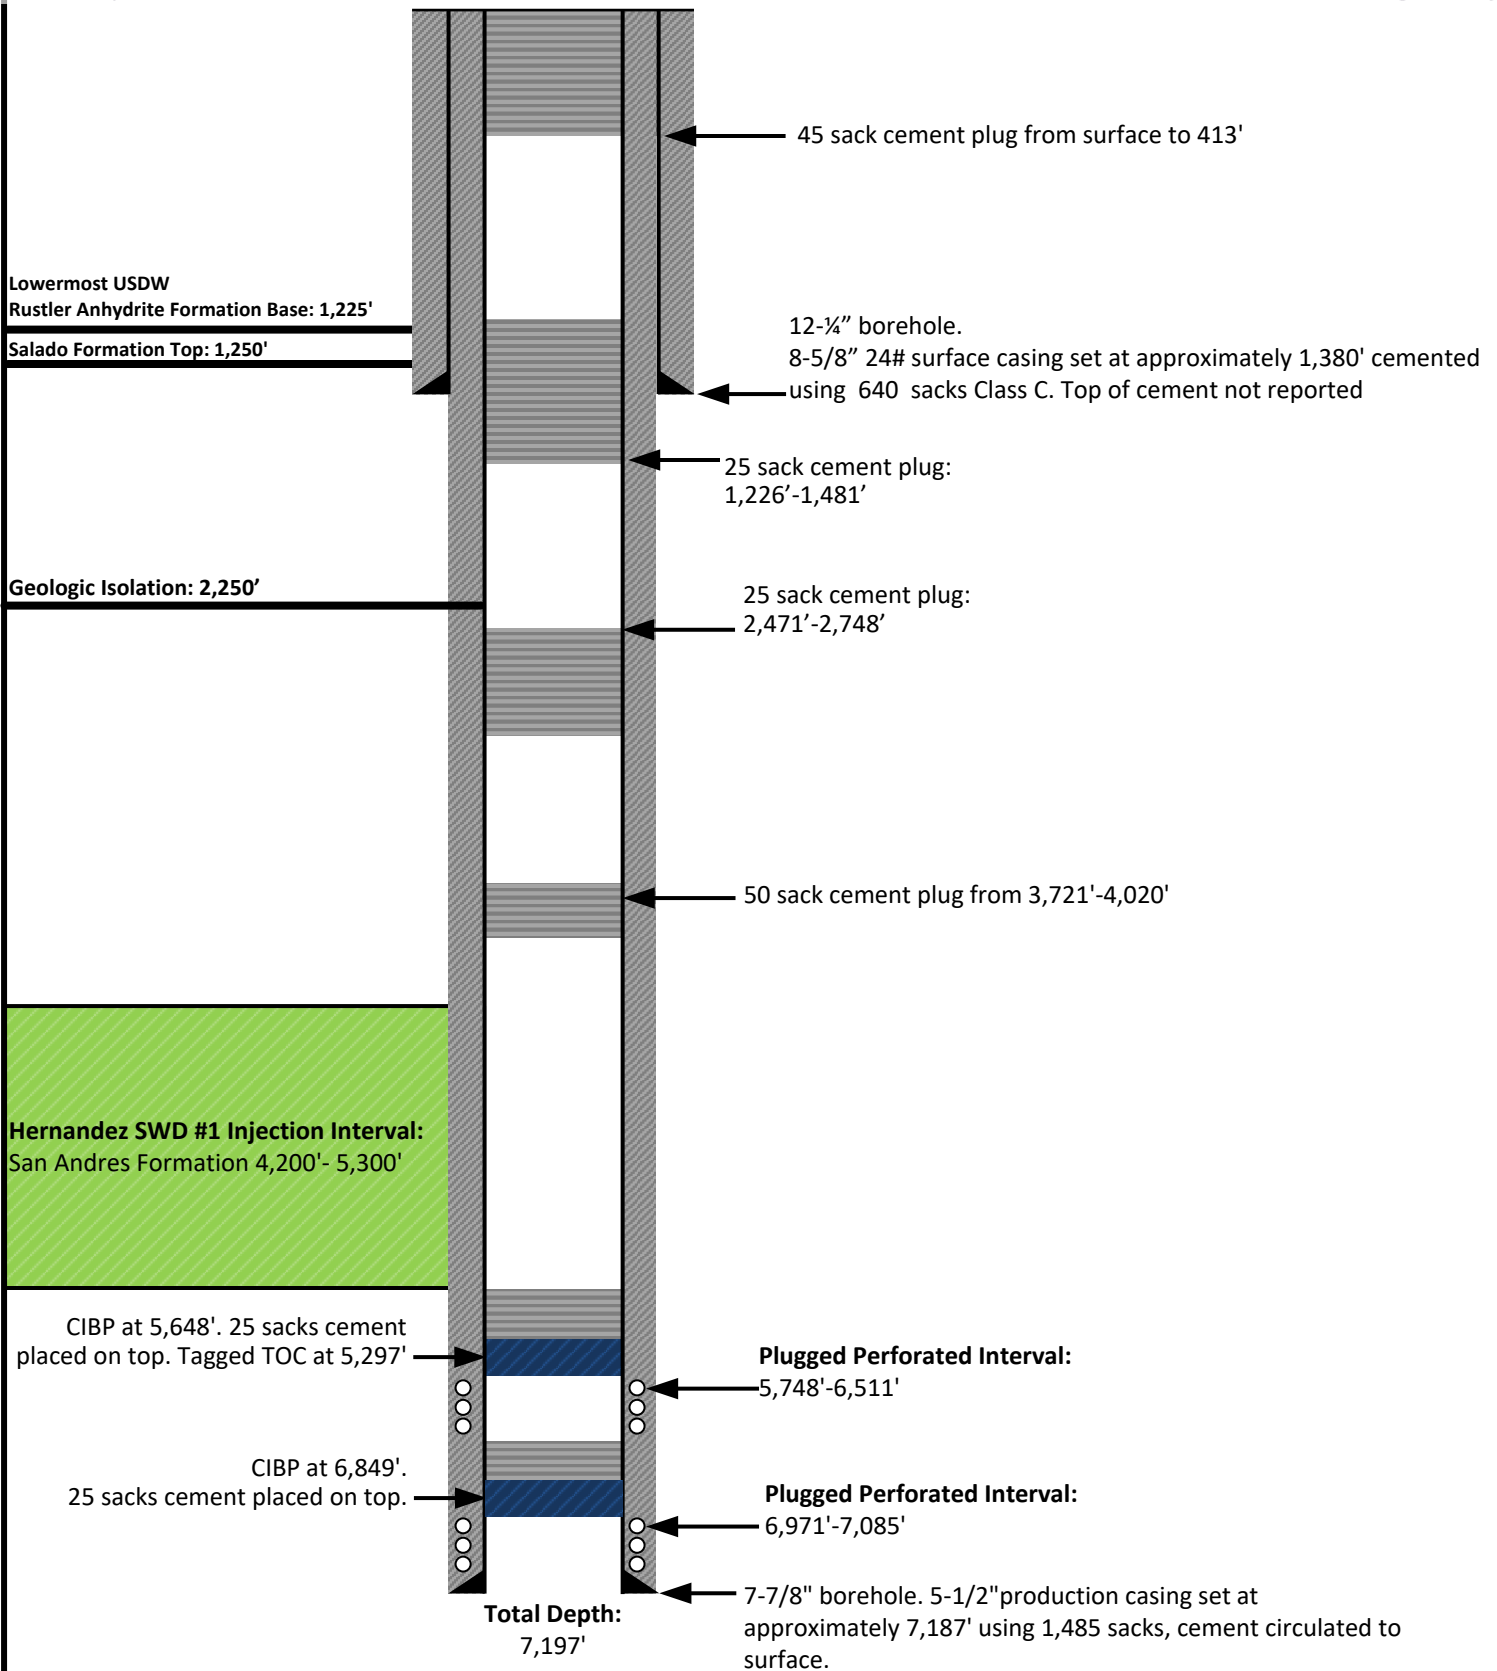 45 sack cement plug from surface to 413'
Lowermost USDW
Rustler Anhydrite Formation Base: 1,225'
Salado Formation Top: 1,250'
12-¼” borehole.
8-5/8” 24# surface casing set at approximately 1,380' cemented
using 640 sacks Class C. Top of cement not reported
25 sack cement plug:
1,226’-1,481’
Geologic Isolation: 2,250’
25 sack cement plug:
2,471’-2,748’
50 sack cement plug from 3,721'-4,020'
Hernandez SWD #1 Injection Interval:
San Andres Formation 4,200'- 5,300'
CIBP at 5,648'. 25 sacks cement
placed on top. Tagged TOC at 5,297'
Plugged Perforated Interval:
5,748'-6,511'
CIBP at 6,849'.
25 sacks cement placed on top.
Plugged Perforated Interval:
6,971'-7,085'
7-7/8" borehole. 5-1/2"production casing set at
approximately 7,187' using 1,485 sacks, cement circulated to
surface.
Total Depth:
7,197'